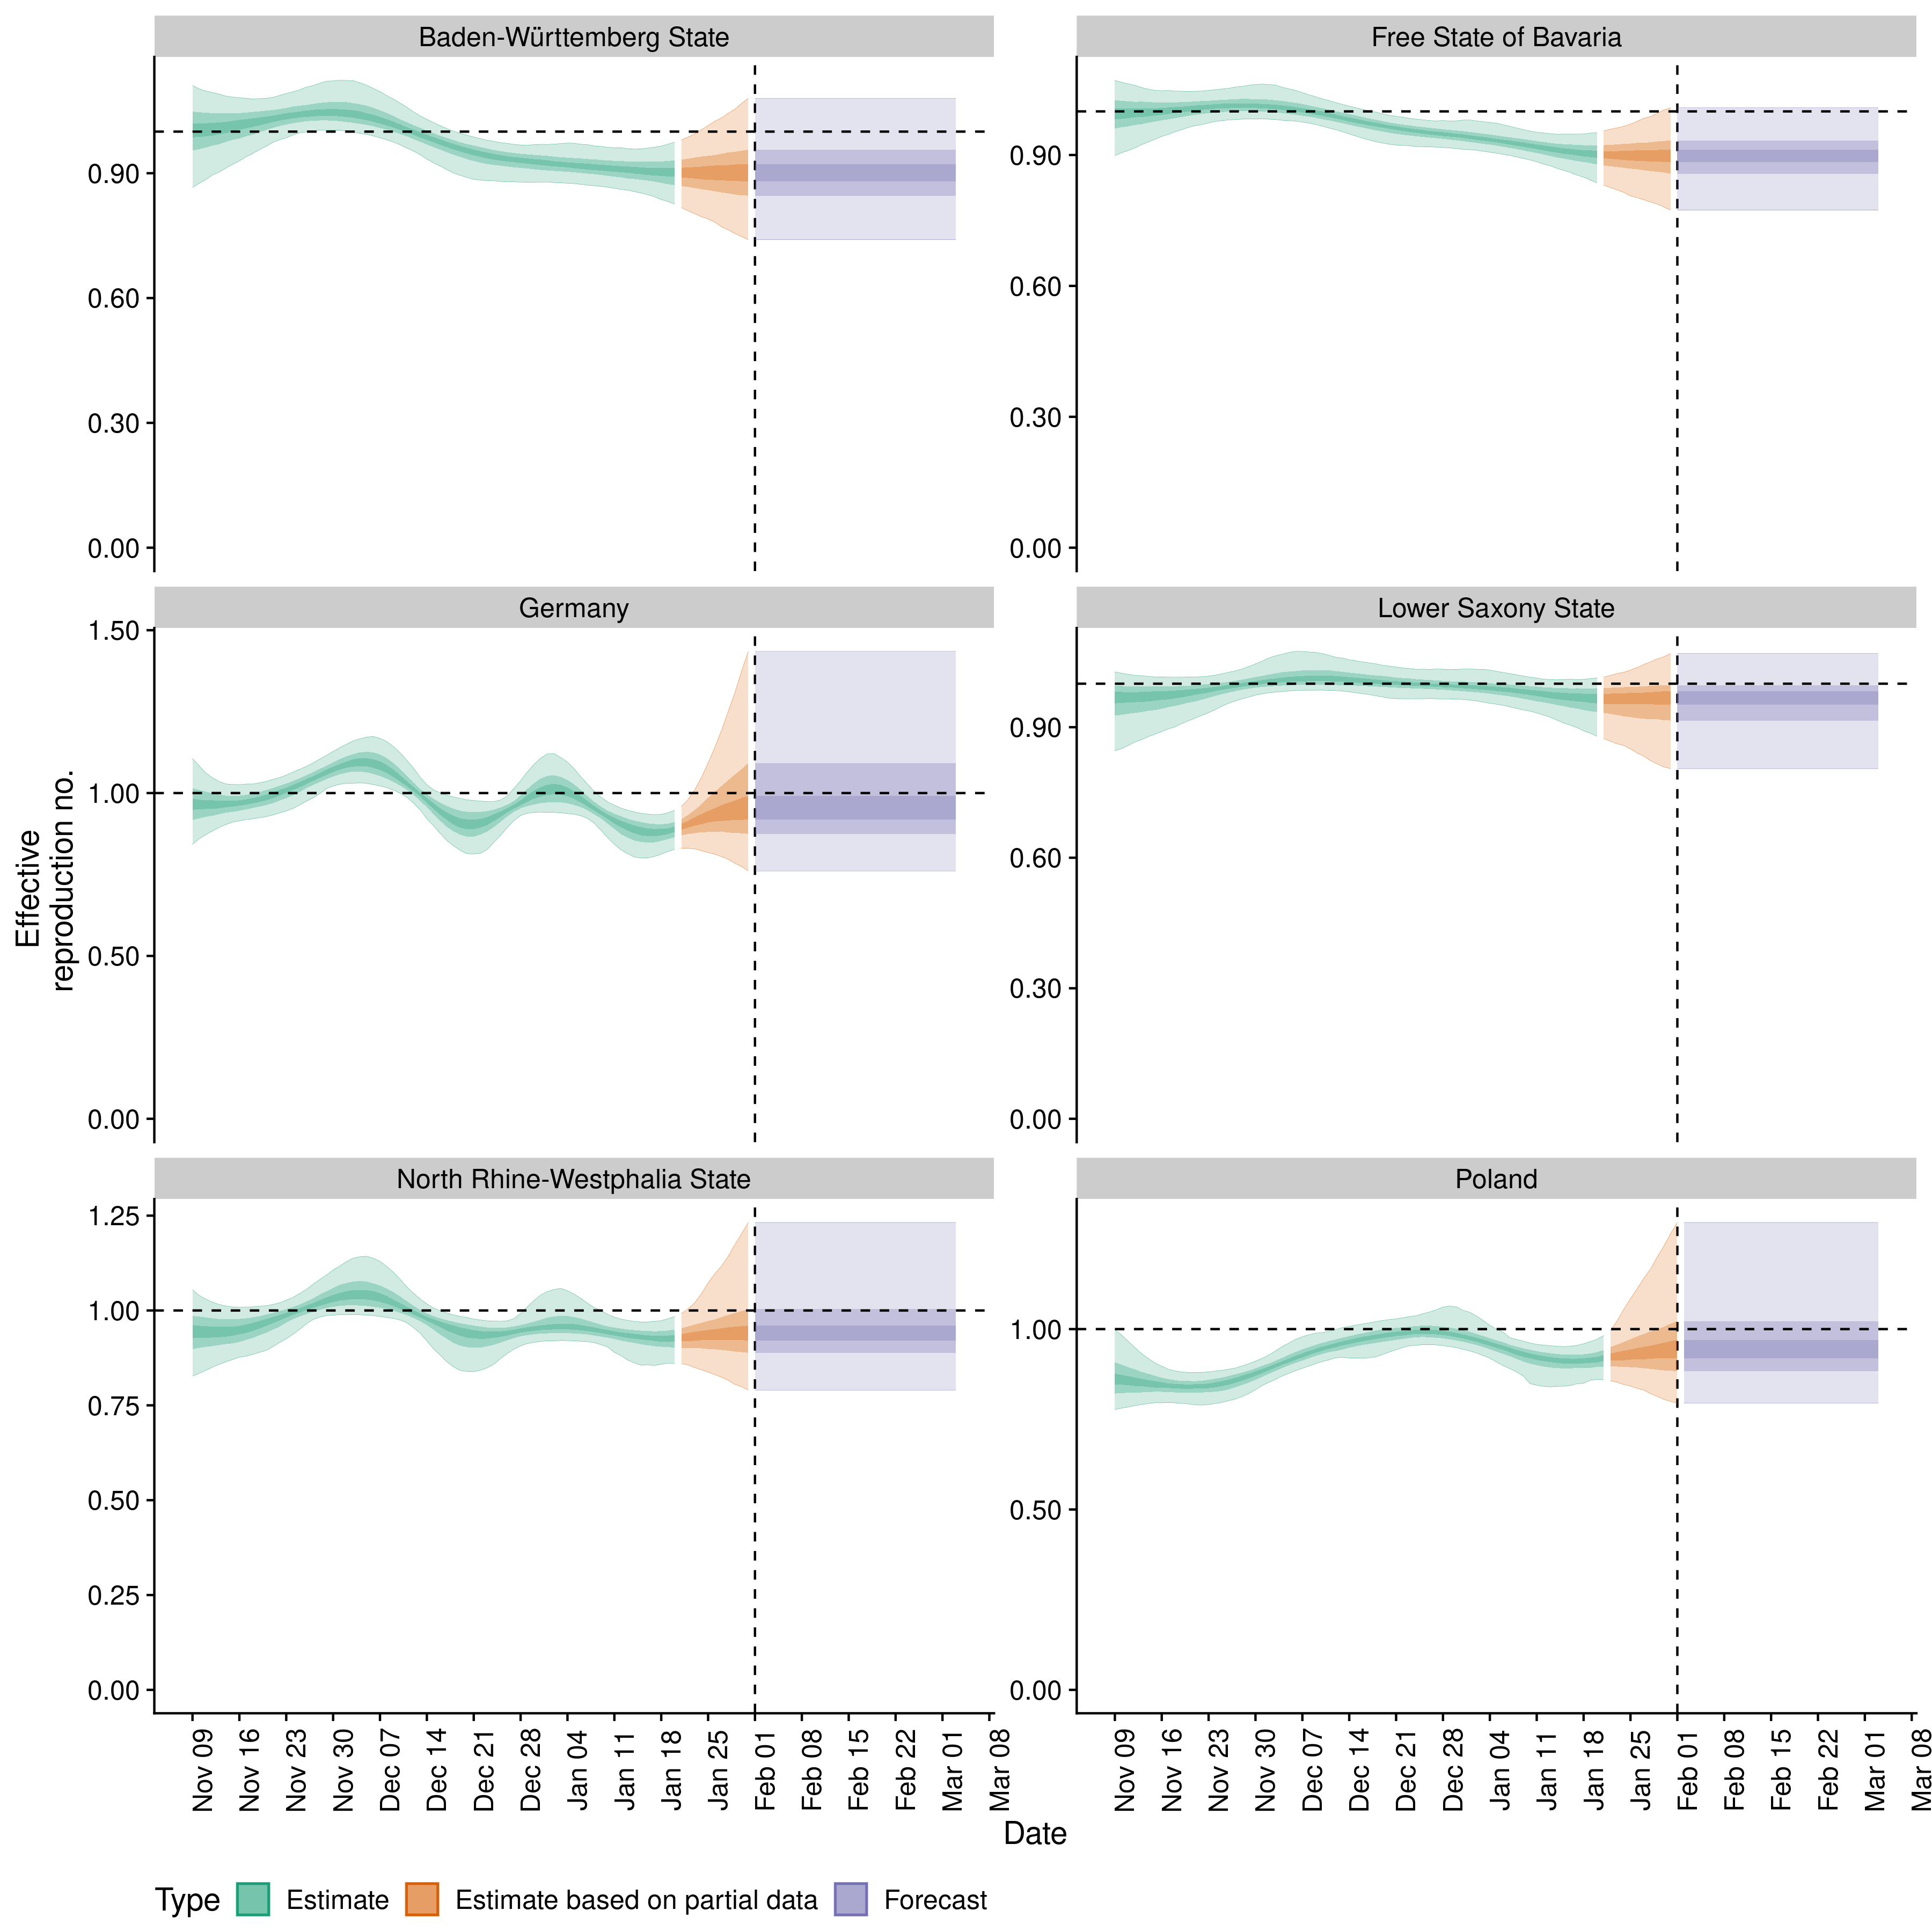 Baden-Württemberg State
Free State of Bavaria
0.90
0.60
0.30
0.00
0.90
0.60
0.30
0.00
Germany
Lower Saxony State
1.50
1.00
0.50
0.00
0.90
0.60
0.30
0.00
North Rhine-Westphalia State
Poland
1.25
1.00
0.75
0.50
0.25
0.00
1.00
0.50
0.00
Effective
reproduction no.
Nov 09
Nov 16
Nov 23
Nov 30
Dec 07
Dec 14
Dec 21
Dec 28
Jan 04
Jan 11
Jan 18
Jan 25
Feb 01
Feb 08
Feb 15
Feb 22
Mar 01
Mar 08
Nov 09
Nov 16
Nov 23
Nov 30
Dec 07
Dec 14
Dec 21
Dec 28
Jan 04
Jan 11
Jan 18
Jan 25
Feb 01
Feb 08
Feb 15
Feb 22
Mar 01
Mar 08
Date
Type Estimate Estimate based on partial data Forecast